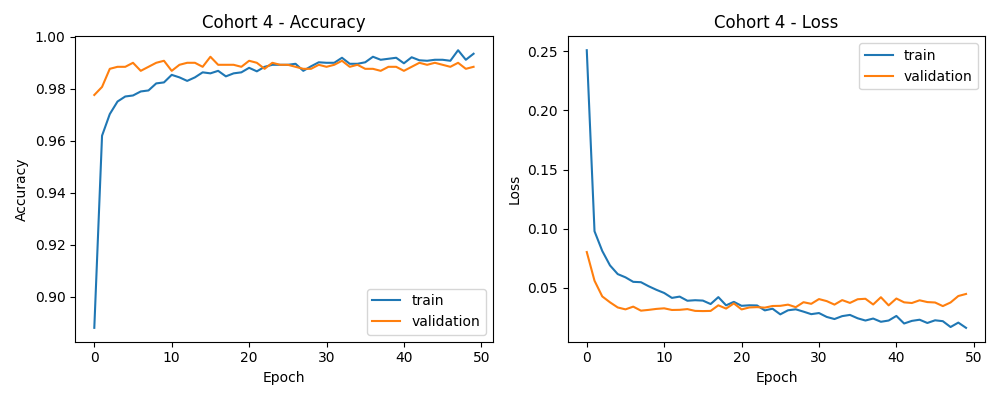 Cohort 4 - Accuracy
1.00
0.98
0.96
0.94
0.92
0.90
Accuracy
0
10
20
30
40
50
Epoch
train
validation
Cohort 4 - Loss
0.25
0.20
0.15
0.10
0.05
Loss
0
10
20
30
40
50
Epoch
train
validation